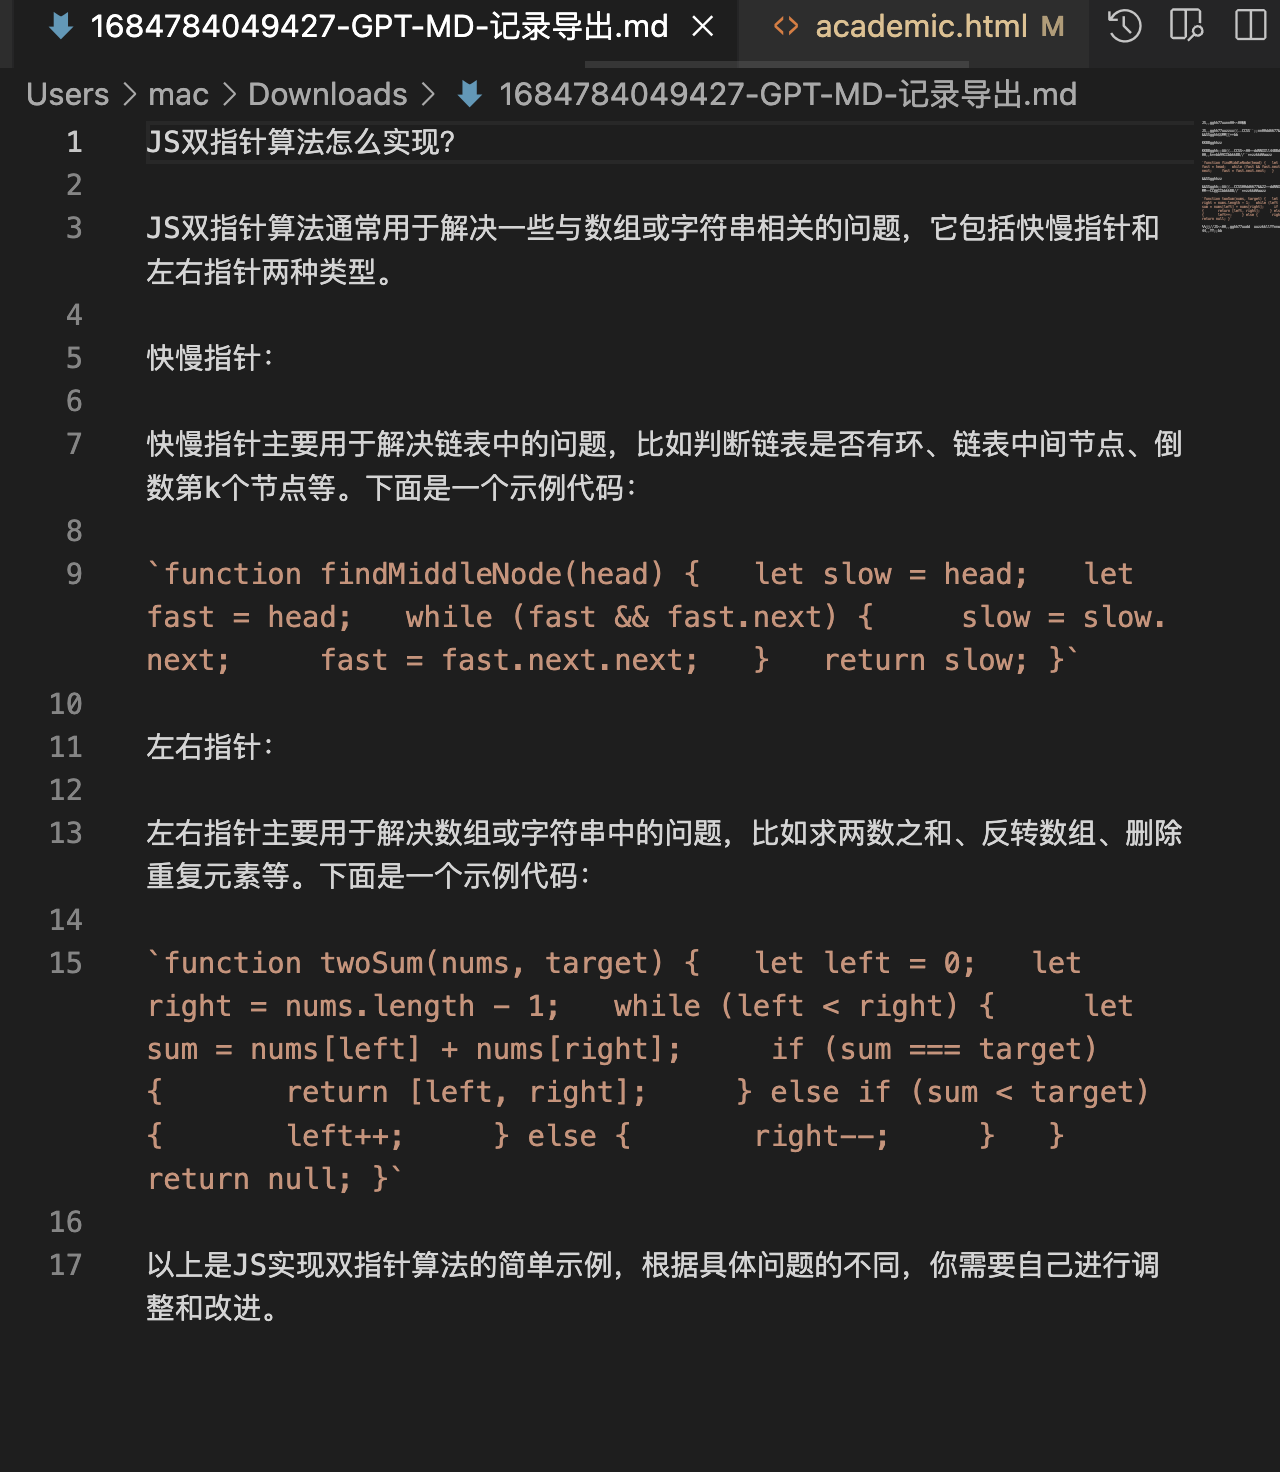 1684784049427-GPT-MD-记录导出.md
academic.html M
Users > mac > Downloads > 1684784049427-GPT-MD-记录导出.md
1 JS双指针算法怎么实现?
2
3 JS双指针算法通常用于解决一些与数组或字符串相关的问题，它包括快慢指针和
左右指针两种类型。
4
5 快慢指针：
6
7 快慢指针主要用于解决链表中的问题，比如判断链表是否有环、链表中间节点、倒
数第k个节点等。下面是一个示例代码：
8
9 `function findMiddleNode(head) {   let slow = head;   let
fast = head;   while (fast && fast.next) {     slow = slow.
next;     fast = fast.next.next;   }   return slow; }`
10
11 左右指针：
12
13 左右指针主要用于解决数组或字符串中的问题，比如求两数之和、反转数组、删除
重复元素等。下面是一个示例代码：
14
15 `function twoSum(nums, target) {   let left = 0;   let
right = nums.length - 1;   while (left < right) {     let
sum = nums[left] + nums[right];     if (sum === target)
{       return [left, right];     } else if (sum < target)
{       left++;     } else {       right--;     }   }
return null; }`
16
17 以上是JS实现双指针算法的简单示例，根据具体问题的不同，你需要自己进行调
整和改进。